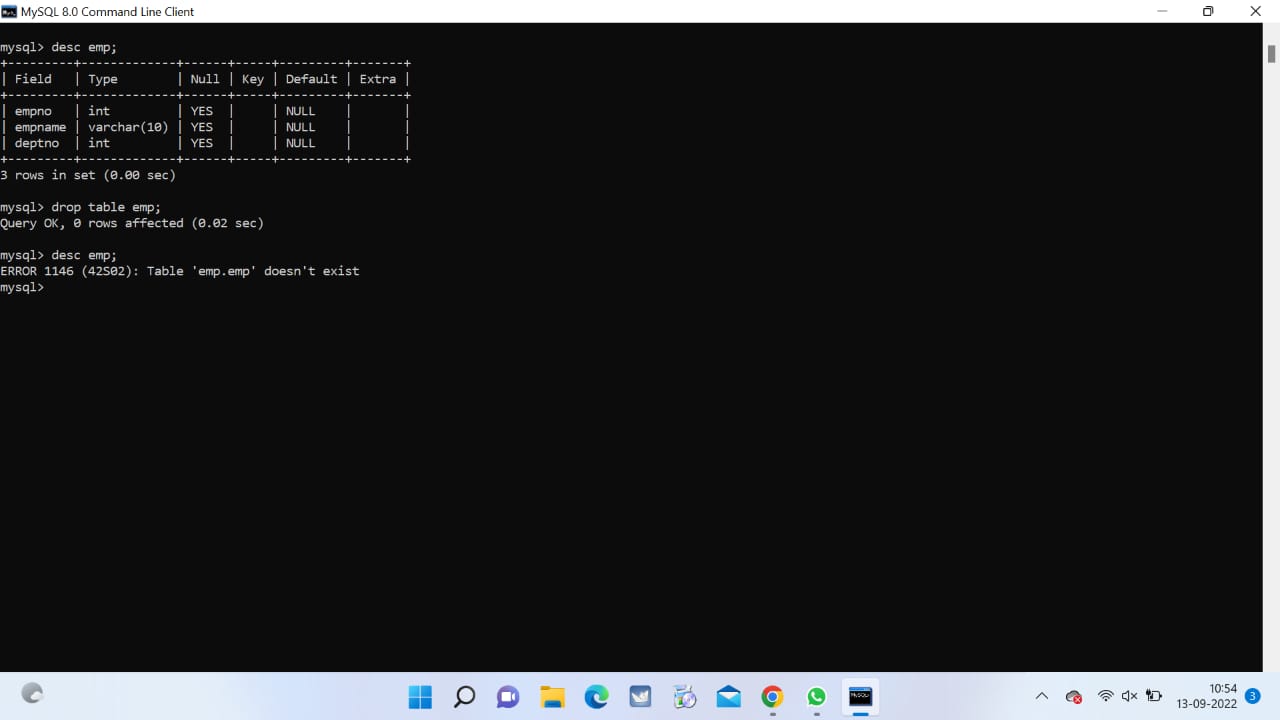 MySQL 8.0 Command Line Client
mysql> desc emp;
+---------+-------------+------+-----+---------+-------+
| Field   | Type        | Null | Key | Default | Extra |
+---------+-------------+------+-----+---------+-------+
| empno   | int         | YES  |     | NULL    |       |
| empname | varchar(10) | YES  |     | NULL    |       |
| deptno  | int         | YES  |     | NULL    |       |
+---------+-------------+------+-----+---------+-------+
3 rows in set (0.00 sec)
mysql> drop table emp;
Query OK, 0 rows affected (0.02 sec)
mysql> desc emp;
ERROR 1146 (42S02): Table 'emp.emp' doesn't exist
mysql>
10:54
13-09-2022
3